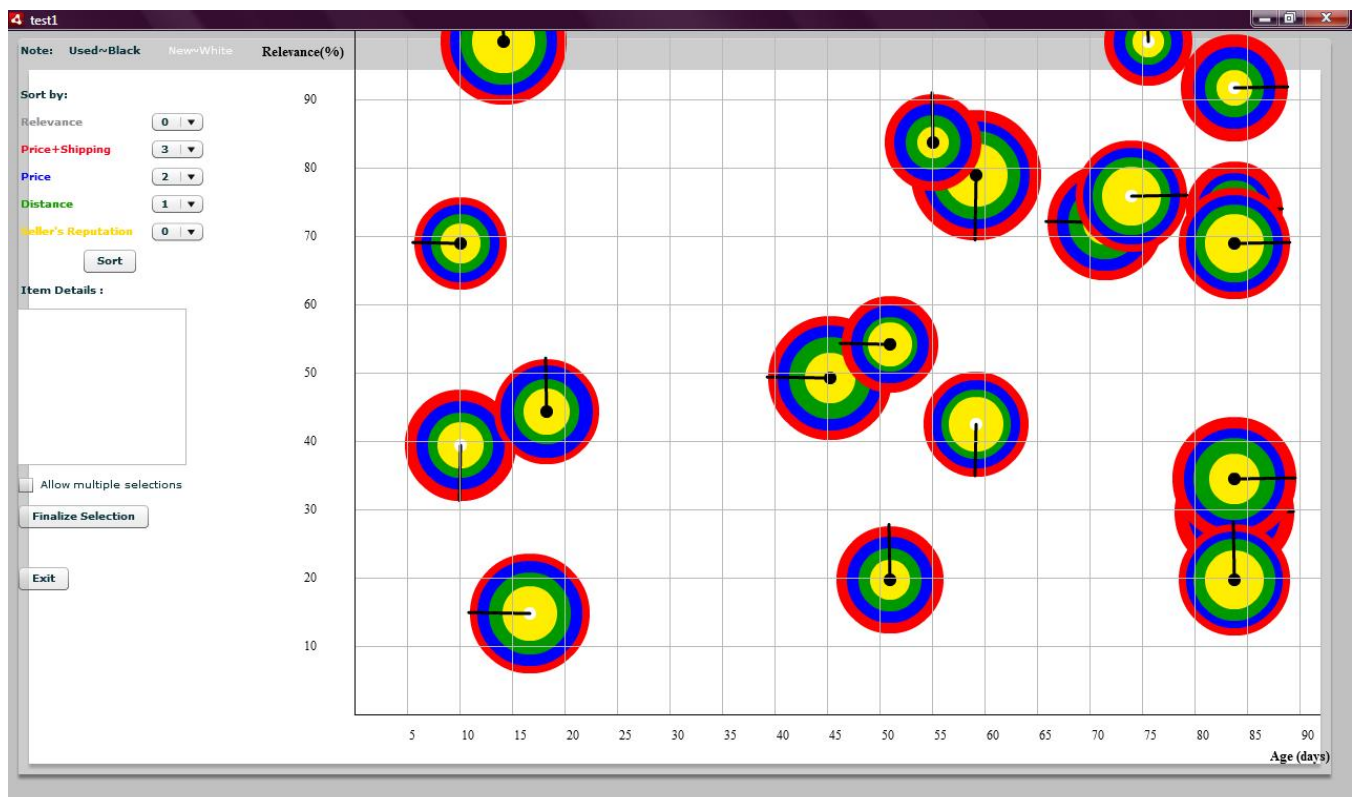 test1
Note: Used~Black New~White Relevance(%)
Sort by:
Relevance 0
Price+Shipping 3
Price 2
Distance 1
Seller's Reputation 0
Sort
Item Details :
Allow multiple selections
Finalize Selection
Exit
90
80
70
60
50
40
30
20
10
5 10 15 20 25 30 35 40 45 50 55 60 65 70 75 80 85 90
Age (days)